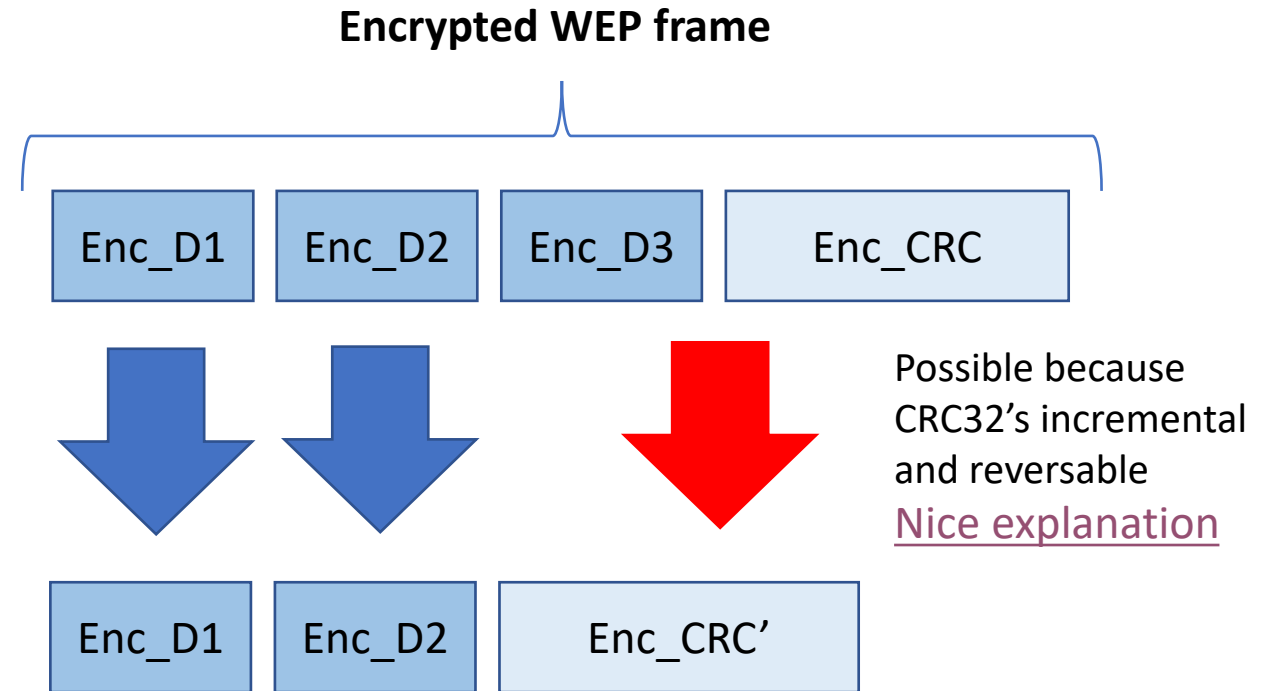 Encrypted WEP frame
Enc_D1 Enc_D2 Enc_D3 Enc_CRC
Possible because
CRC32’s incremental
and reversable
Nice explanation
Enc_D1 Enc_D2 Enc_CRC’